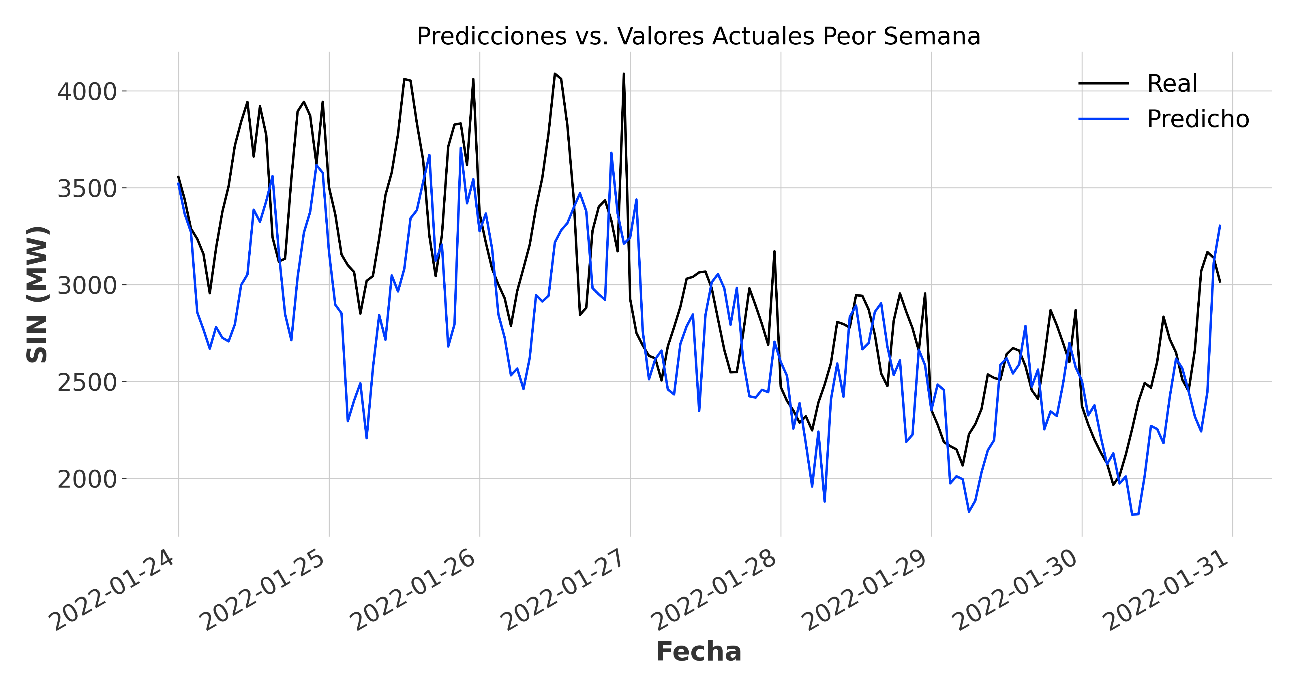 Predicciones vs. Valores Actuales Peor Semana
Real
Predicho
4000
3500
3000
2500
2000
SIN (MW)
2022-01-24
2022-01-25
2022-01-26
2022-01-27
2022-01-28
2022-01-29
2022-01-30
2022-01-31
Fecha